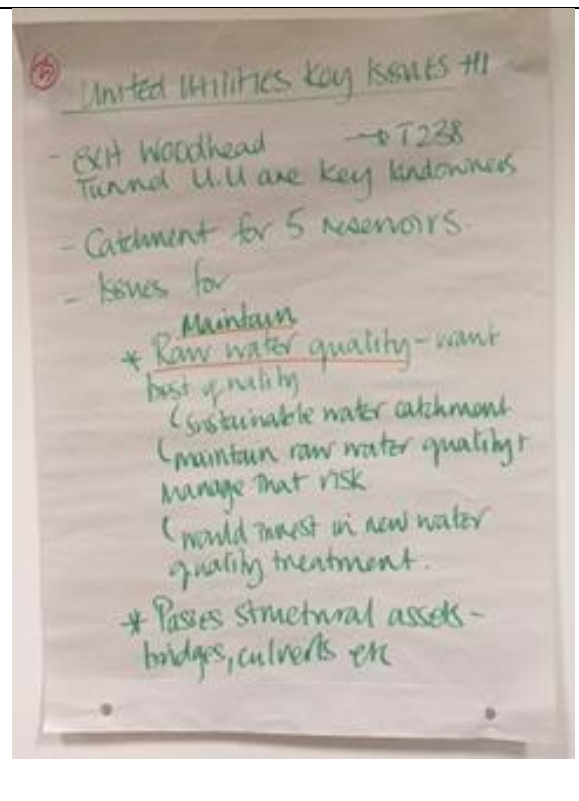 United Utilities Key Issues #1
- Exit Woodhead → T238
Tunnel U.U are key landowners
- Catchment for 5 reservoirs.
- Issues for
Maintain
* Raw water quality - want
best quality
(sustainable water catchment
(maintain raw water quality +
manage that risk
(would invest in new water
quality treatment.
* Passes structural assets -
bridges, culverts etc